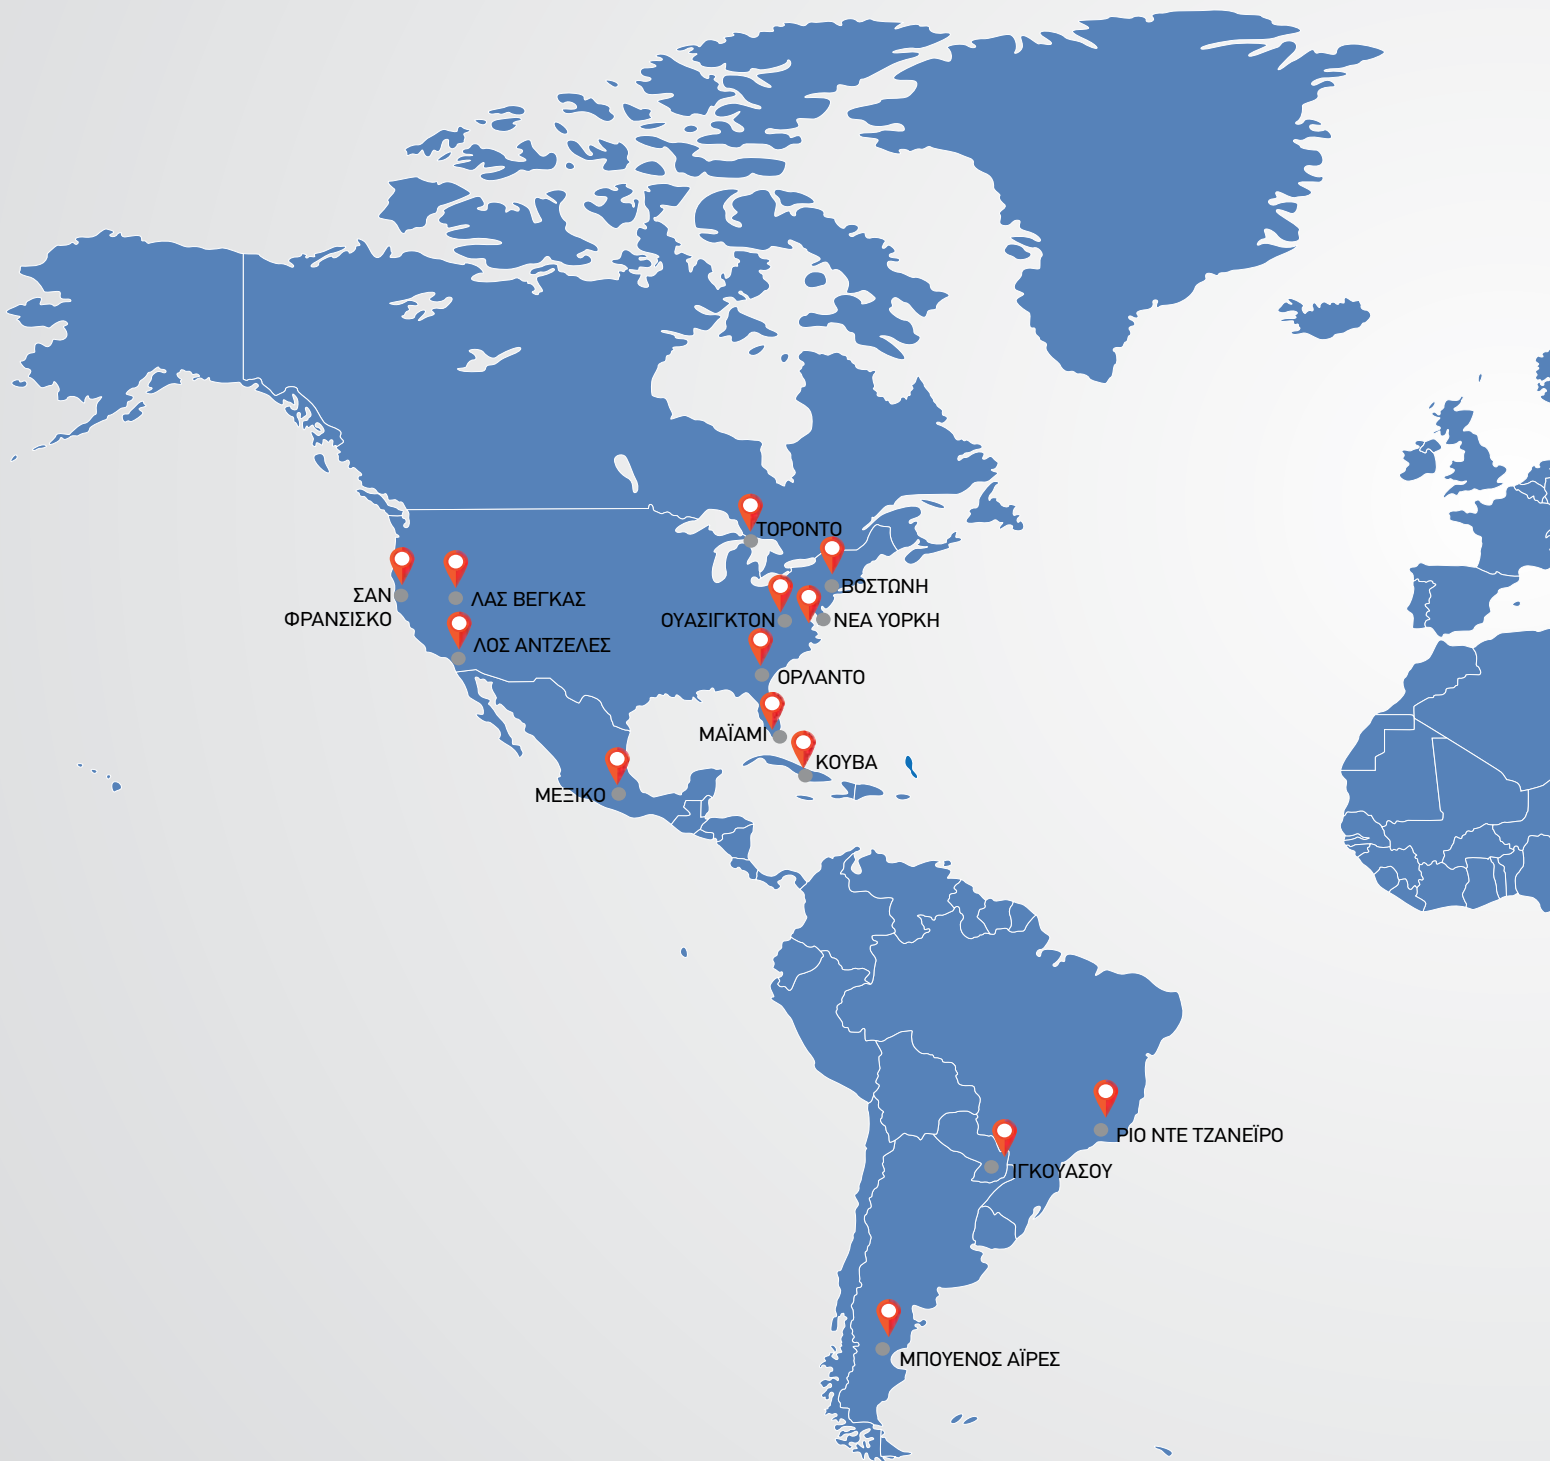 ΤΟΡΟΝΤΟ
ΒΟΣΤΩΝΗ
ΣΑΝ
ΦΡΑΝΣΙΣΚΟ
ΛΑΣ ΒΕΓΚΑΣ
ΟΥΑΣΙΓΚΤΟΝ
ΝΕΑ ΥΟΡΚΗ
ΛΟΣ ΑΝΤΖΕΛΕΣ
ΟΡΛΑΝΤΟ
ΜΑΪΑΜΙ
ΚΟΥΒΑ
ΜΕΞΙΚΟ
ΡΙΟ ΝΤΕ ΤΖΑΝΕΪΡΟ
ΙΓΚΟΥΑΣΟΥ
ΜΠΟΥΕΝΟΣ ΑΪΡΕΣ